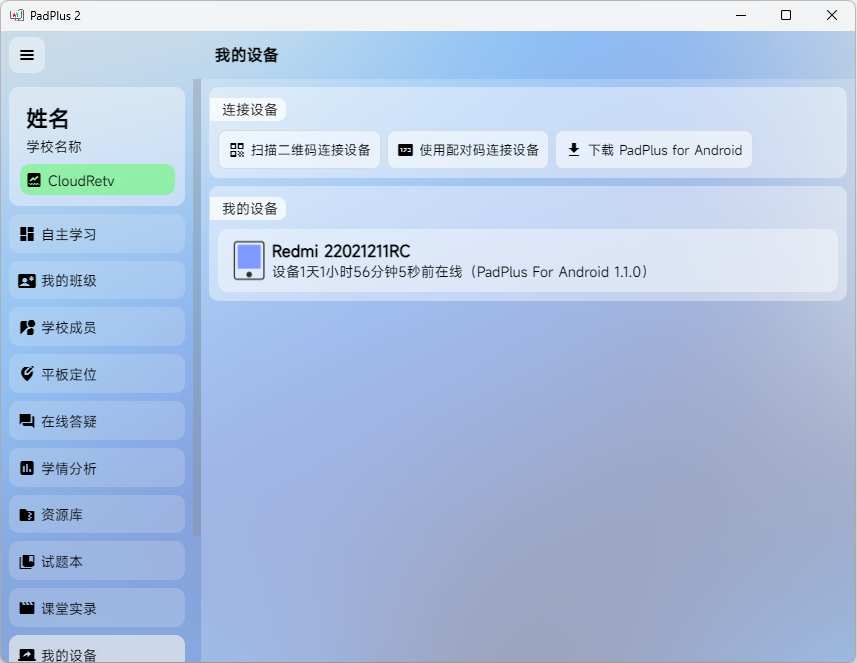 PadPlus 2
我的设备
姓名
学校名称
CloudRetv
自主学习
我的班级
学校成员
平板定位
在线答疑
学情分析
资源库
试题本
课堂实录
我的设备
连接设备
扫描二维码连接设备
使用配对码连接设备
下载 PadPlus for Android
我的设备
Redmi 22021211RC
设备1天1小时56分钟5秒前在线（PadPlus For Android 1.1.0）